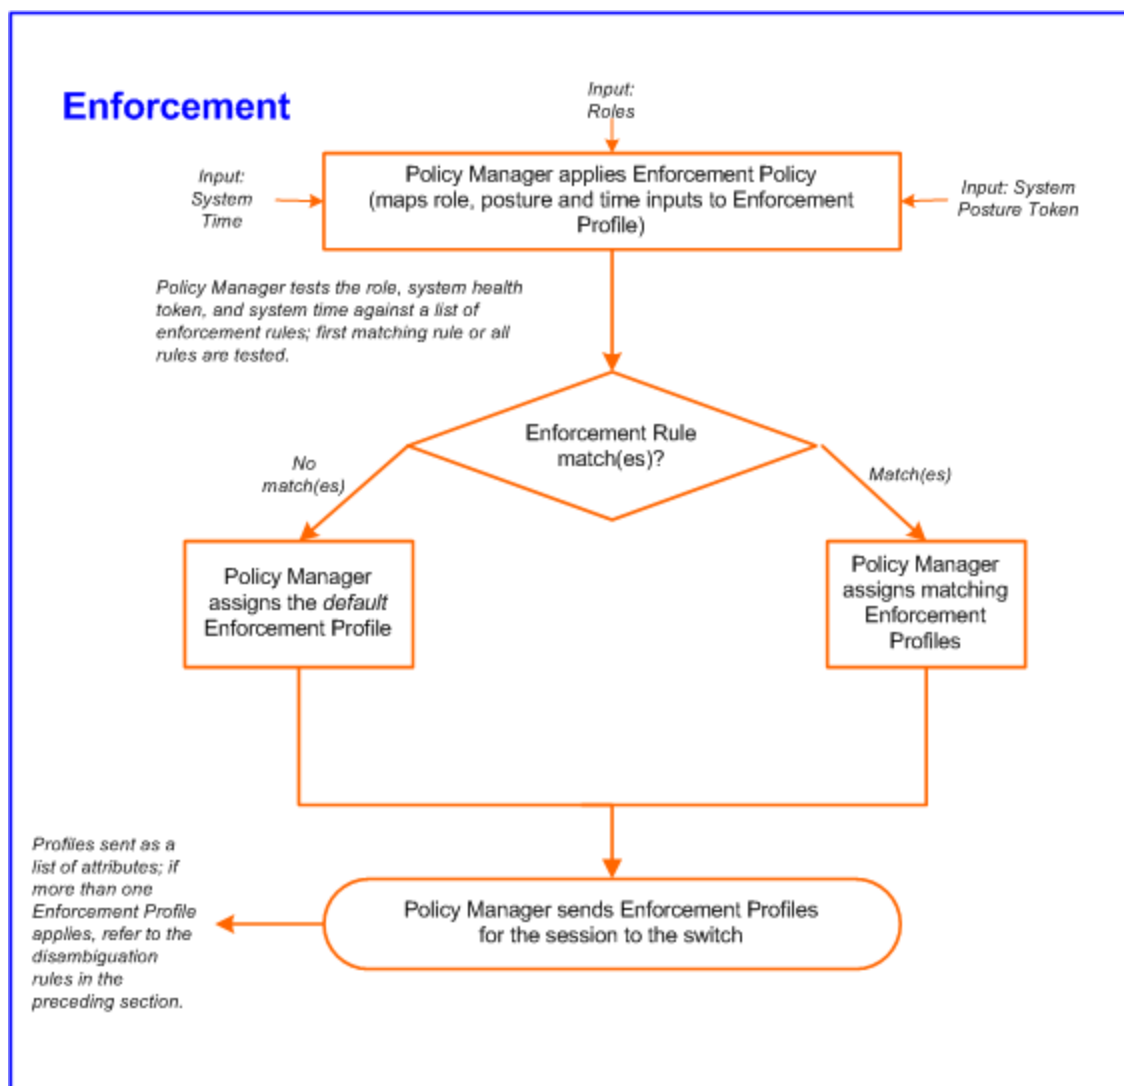 Enforcement
Input:
Roles
Input:
System
Time
Policy Manager applies Enforcement Policy
(maps role, posture and time inputs to Enforcement
Profile)
Input: System
Posture Token
Policy Manager tests the role, system health
token, and system time against a list of
enforcement rules; first matching rule or all
rules are tested.
Enforcement Rule
match(es)?
No
match(es)
Match(es)
Policy Manager
assigns the default
Enforcement Profile
Policy Manager
assigns matching
Enforcement
Profiles
Profiles sent as a
list of attributes; if
more than one
Enforcement Profile
applies, refer to the
disambiguation
rules in the
preceding section.
Policy Manager sends Enforcement Profiles
for the session to the switch